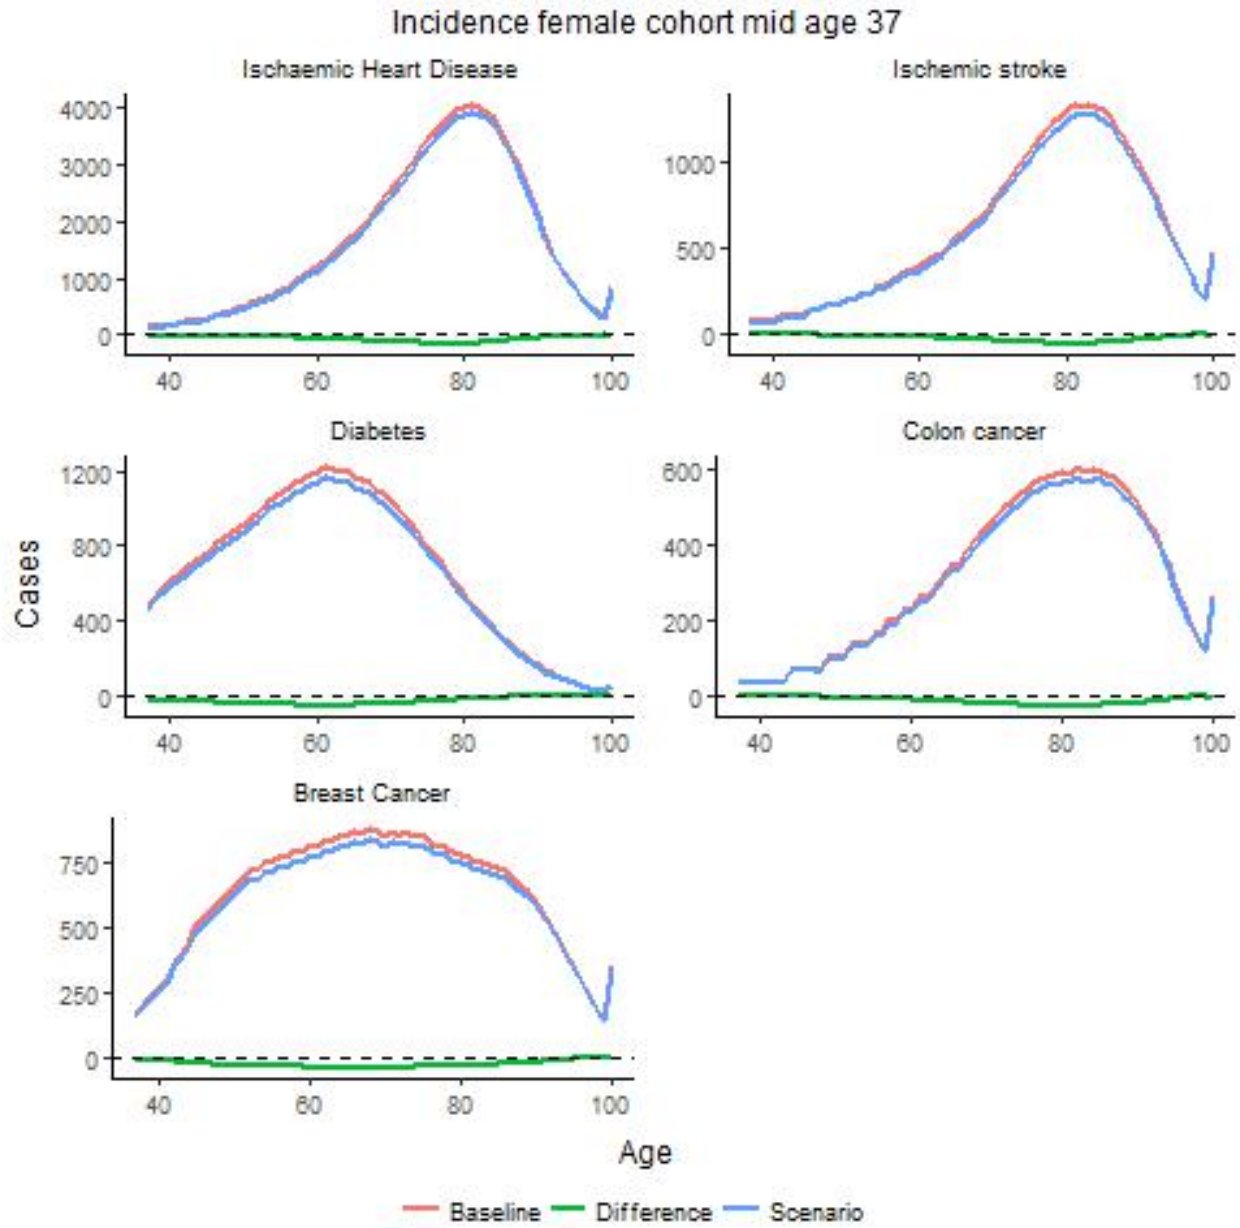 Incidence female cohort mid age 37
Ischaemic Heart Disease
4000
3000
2000
1000
0
40 60 80 100
Ischemic stroke
1000
500
0
40 60 80 100
Diabetes
1200
800
400
0
40 60 80 100
Colon cancer
600
400
200
0
40 60 80 100
Breast Cancer
750
500
250
0
40 60 80 100
Cases
Age
Baseline Difference Scenario